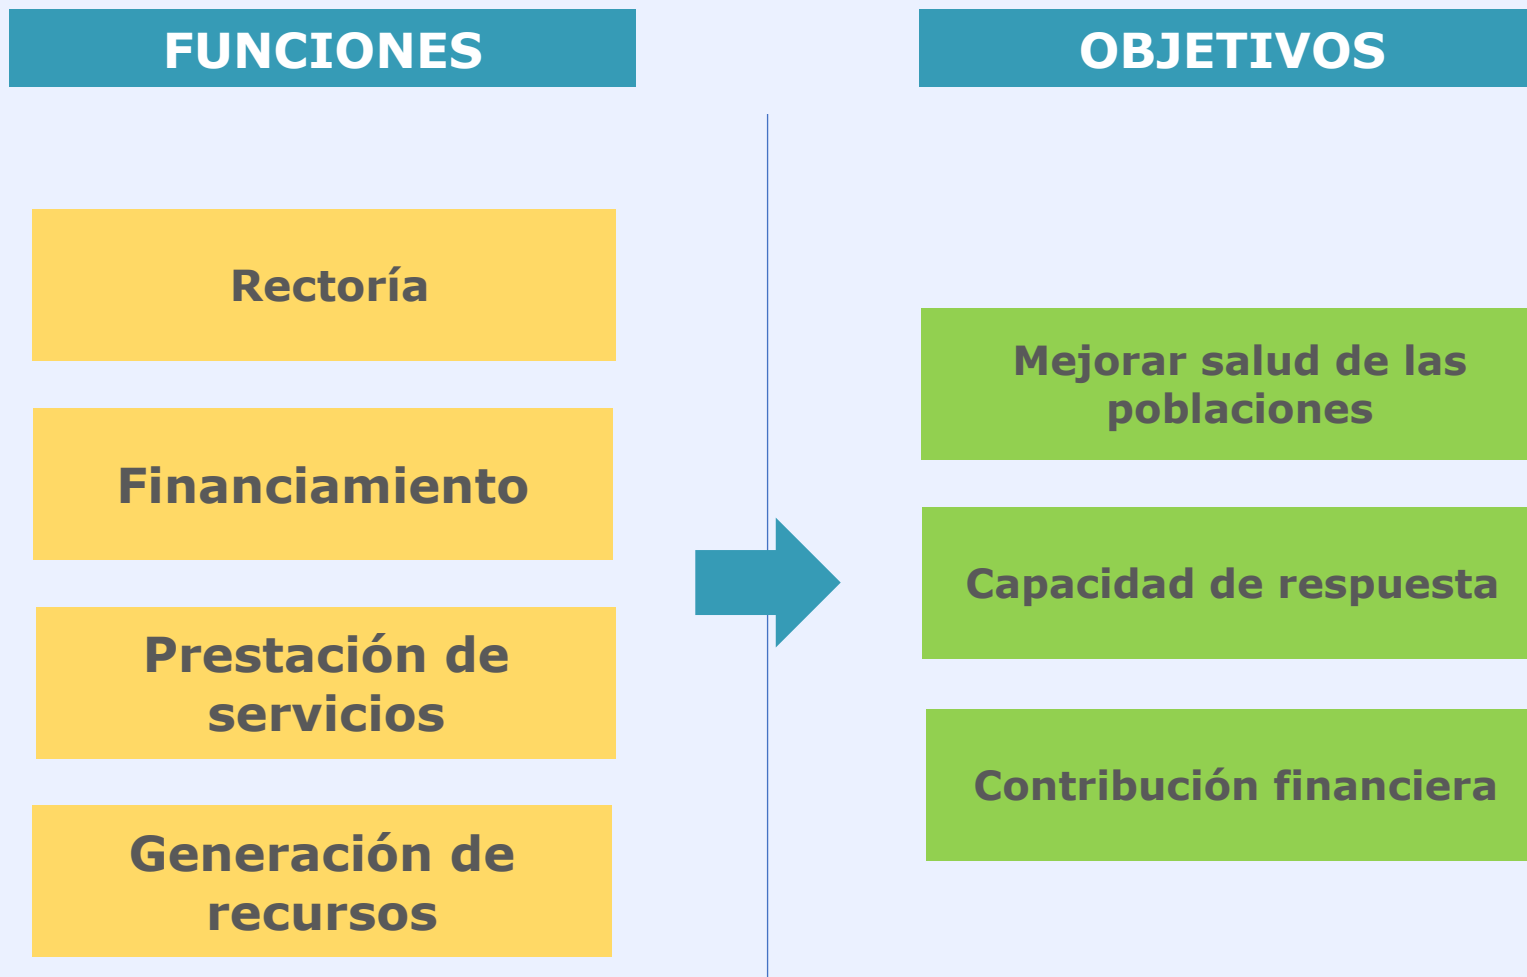 FUNCIONES
Rectoría
Financiamiento
Prestación de
servicios
Generación de
recursos
OBJETIVOS
Mejorar salud de las
poblaciones
Capacidad de respuesta
Contribución financiera